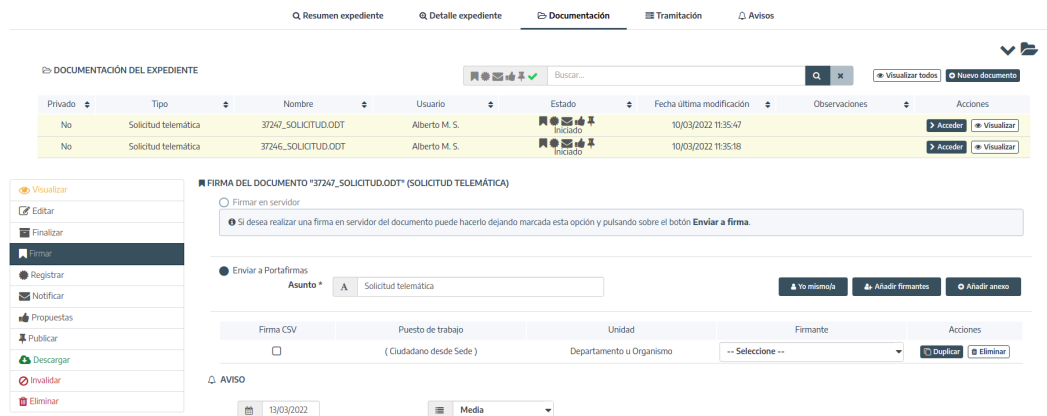 Resumen expediente Detalle expediente Documentación Tramitación Avisos
DOCUMENTACIÓN DEL EXPEDIENTE Buscar... Visualizar todos Nuevo documento
Privado Tipo Nombre Usuario Estado Fecha última modificación Observaciones Acciones
No Solicitud telemática 37247_SOLICITUD.ODT Alberto M. S. Iniciado 10/03/2022 11:35:47 Acceder Visualizar
No Solicitud telemática 37246_SOLICITUD.ODT Alberto M. S. Iniciado 10/03/2022 11:35:18 Acceder Visualizar
Visualizar
Editar
Finalizar
Firmar
Registrar
Notificar
Propuestas
Publicar
Descargar
Invalidar
Eliminar
FIRMA DEL DOCUMENTO "37247_SOLICITUD.ODT" (SOLICITUD TELEMÁTICA)
Firmar en servidor
Si desea realizar una firma en servidor del documento puede hacerlo dejando marcada esta opción y pulsando sobre el botón Enviar a firma.
Enviar a Portafirmas
Asunto * A Solicitud telemática Yo mismo/a Añadir firmantes Añadir anexo
Firma CSV Puesto de trabajo Unidad Firmante Acciones
( Ciudadano desde Sede ) Departamento u Organismo -- Seleccione -- Duplicar Eliminar
AVISO
13/03/2022 Media